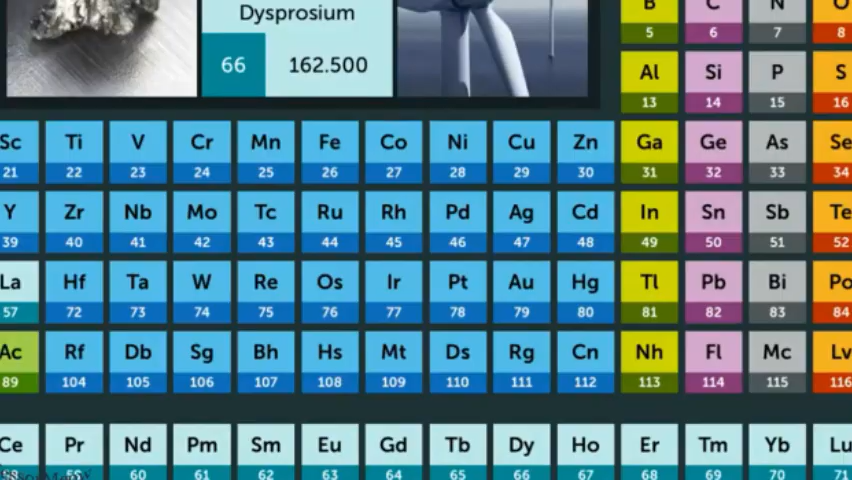 Dysprosium
66 162.500
B C N O
5 6 7 8
Al Si P S
13 14 15 16
Sc Ti V Cr Mn Fe Co Ni Cu Zn Ga Ge As Se
21 22 23 24 25 26 27 28 29 30 31 32 33 34
Y Zr Nb Mo Tc Ru Rh Pd Ag Cd In Sn Sb Te
39 40 41 42 43 44 45 46 47 48 49 50 51 52
La Hf Ta W Re Os Ir Pt Au Hg Tl Pb Bi Po
57 72 73 74 75 76 77 78 79 80 81 82 83 84
Ac Rf Db Sg Bh Hs Mt Ds Rg Cn Nh Fl Mc Lv
89 104 105 106 107 108 109 110 111 112 113 114 115 116
Ce Pr Nd Pm Sm Eu Gd Tb Dy Ho Er Tm Yb Lu
60 61 62 63 64 65 66 67 68 69 70 71